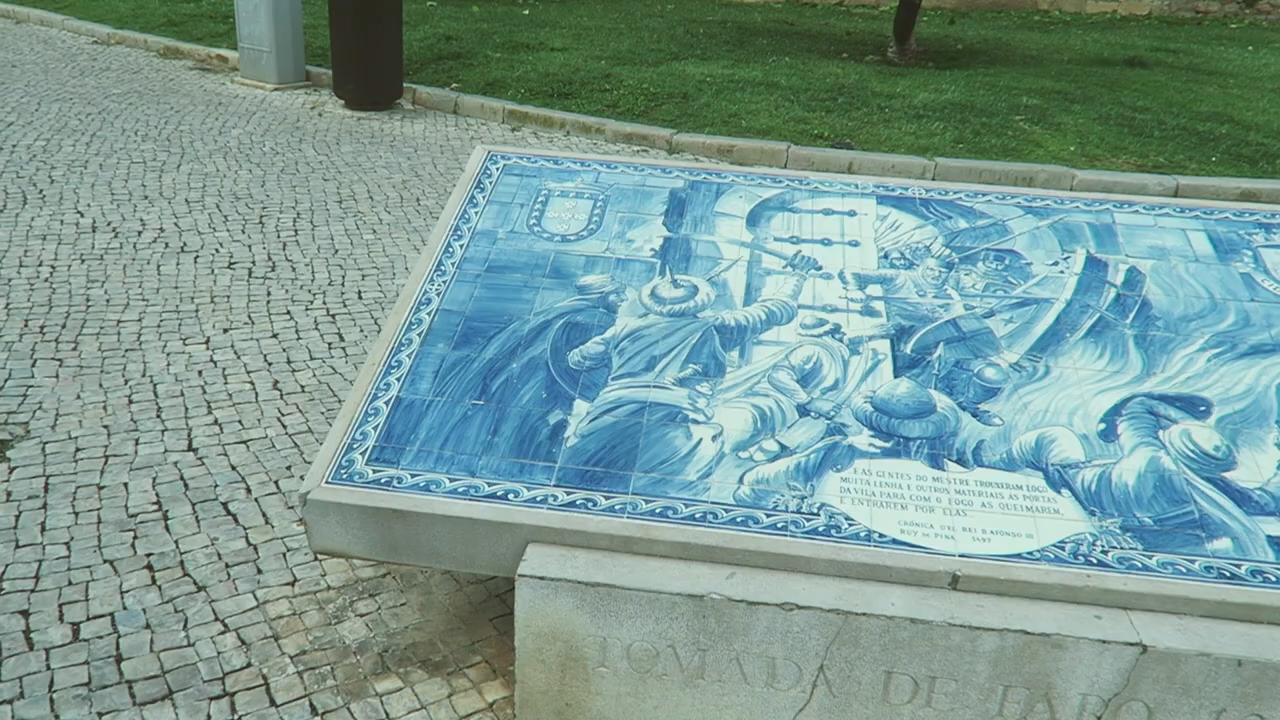 E AS GENTES DO MESTRE TROUXERAM LOGO
MUITA LENHA E OUTROS MATERIAIS ÀS PORTAS
DA VILA PARA COM O FOGO AS QUEIMAREM,
E ENTRAREM POR ELAS...
CRÓNICA D'EL REI D. AFONSO III
RUY DE PINA 1497
TOMADA DE FARO